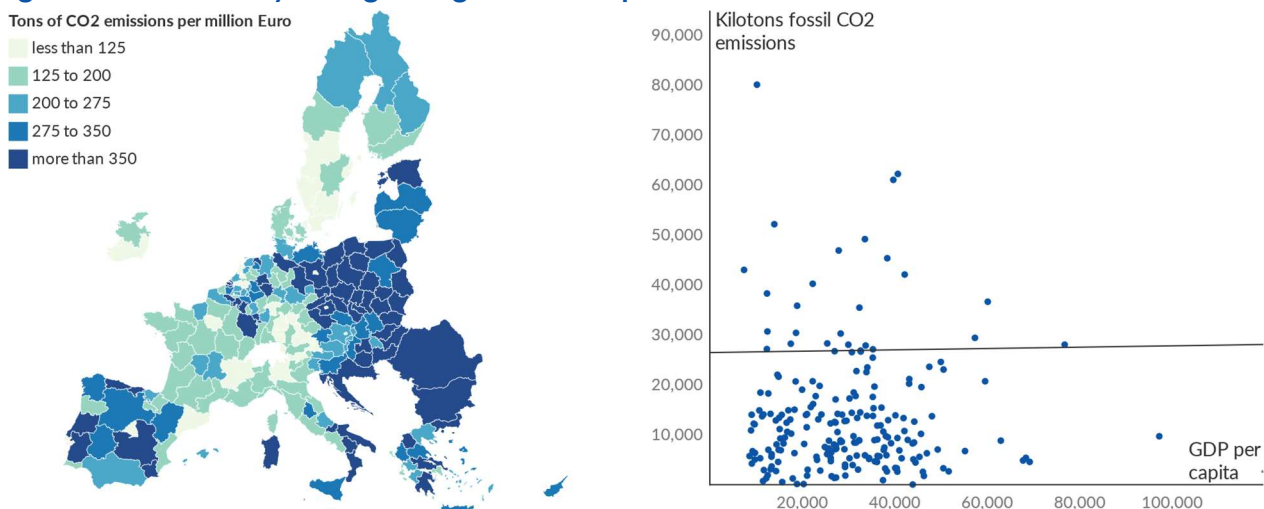 Tons of CO2 emissions per million Euro
less than 125
125 to 200
200 to 275
275 to 350
more than 350
Kilotons fossil CO2
emissions
90,000
80,000
70,000
60,000
50,000
40,000
30,000
20,000
10,000
GDP per
capita
20,000
40,000
60,000
80,000
100,000